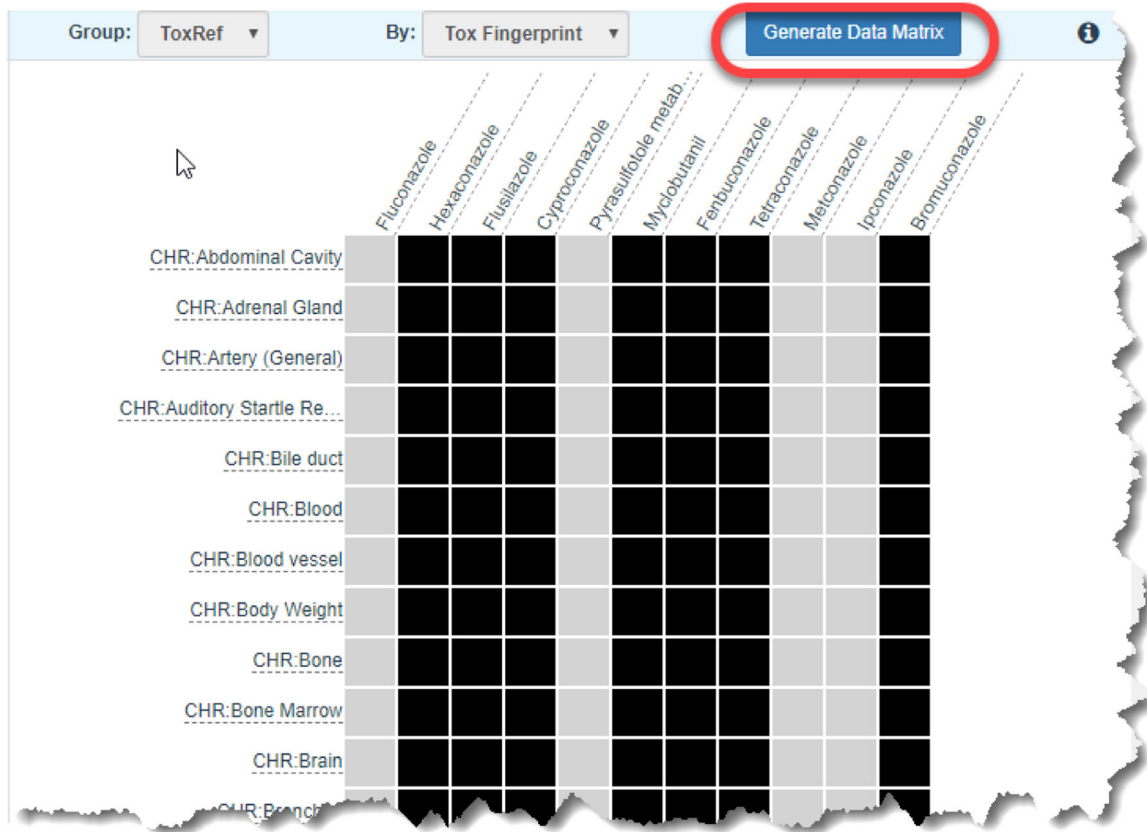 Group: ToxRef By: Tox Fingerprint Generate Data Matrix
Fluconazole
Hexaconazole
Flusilazole
Cyproconazole
Pyrasulfotole metab...
Myclobutanil
Fenbuconazole
Tetraconazole
Metconazole
Ipconazole
Bromuconazole
CHR:Abdominal Cavity
CHR:Adrenal Gland
CHR:Artery (General)
CHR:Auditory Startle Re...
CHR:Bile duct
CHR:Blood
CHR:Blood vessel
CHR:Body Weight
CHR:Bone
CHR:Bone Marrow
CHR:Brain